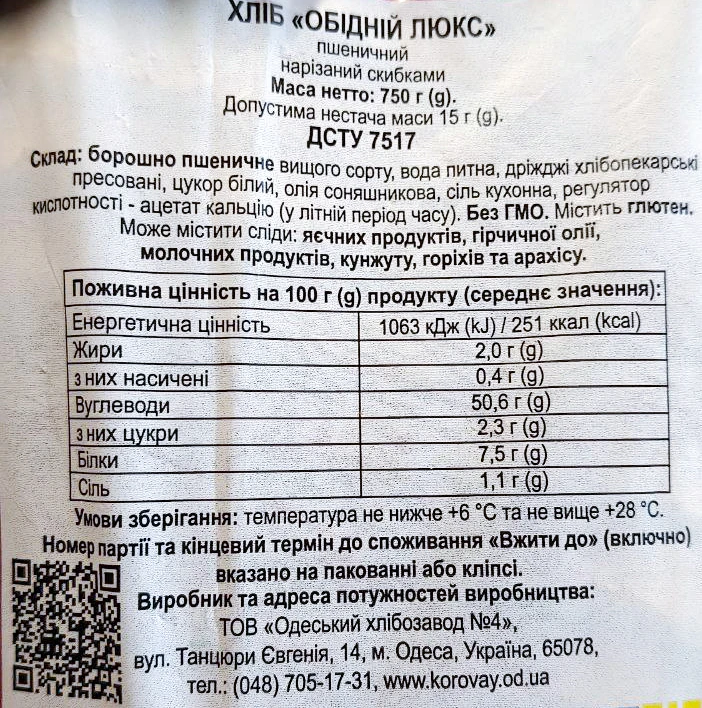 ХЛІБ «ОБІДНІЙ ЛЮКС»
пшеничний
нарізаний скибками
Маса нетто: 750 г (g).
Допустима нестача маси 15 г (g).
ДСТУ 7517
Склад: борошно пшеничне вищого сорту, вода питна, дріжджі хлібопекарські
пресовані, цукор білий, олія соняшникова, сіль кухонна, регулятор
кислотності - ацетат кальцію (у літній період часу). Без ГМО. Містить глютен.
Може містити сліди: яєчних продуктів, гірчичної олії,
молочних продуктів, кунжуту, горіхів та арахісу.
Поживна цінність на 100 г (g) продукту (середнє значення):
Енергетична цінність 1063 кДж (kJ) / 251 ккал (kcal)
Жири 2,0 г (g)
з них насичені 0,4 г (g)
Вуглеводи 50,6 г (g)
з них цукри 2,3 г (g)
Білки 7,5 г (g)
Сіль 1,1 г (g)
Умови зберігання: температура не нижче +6 °С та не вище +28 °С.
Номер партії та кінцевий термін до споживання «Вжити до» (включно)
вказано на пакованні або кліпсі.
Виробник та адреса потужностей виробництва:
ТОВ «Одеський хлібозавод №4»,
вул. Танцюри Євгенія, 14, м. Одеса, Україна, 65078,
тел.: (048) 705-17-31, www.korovay.od.ua